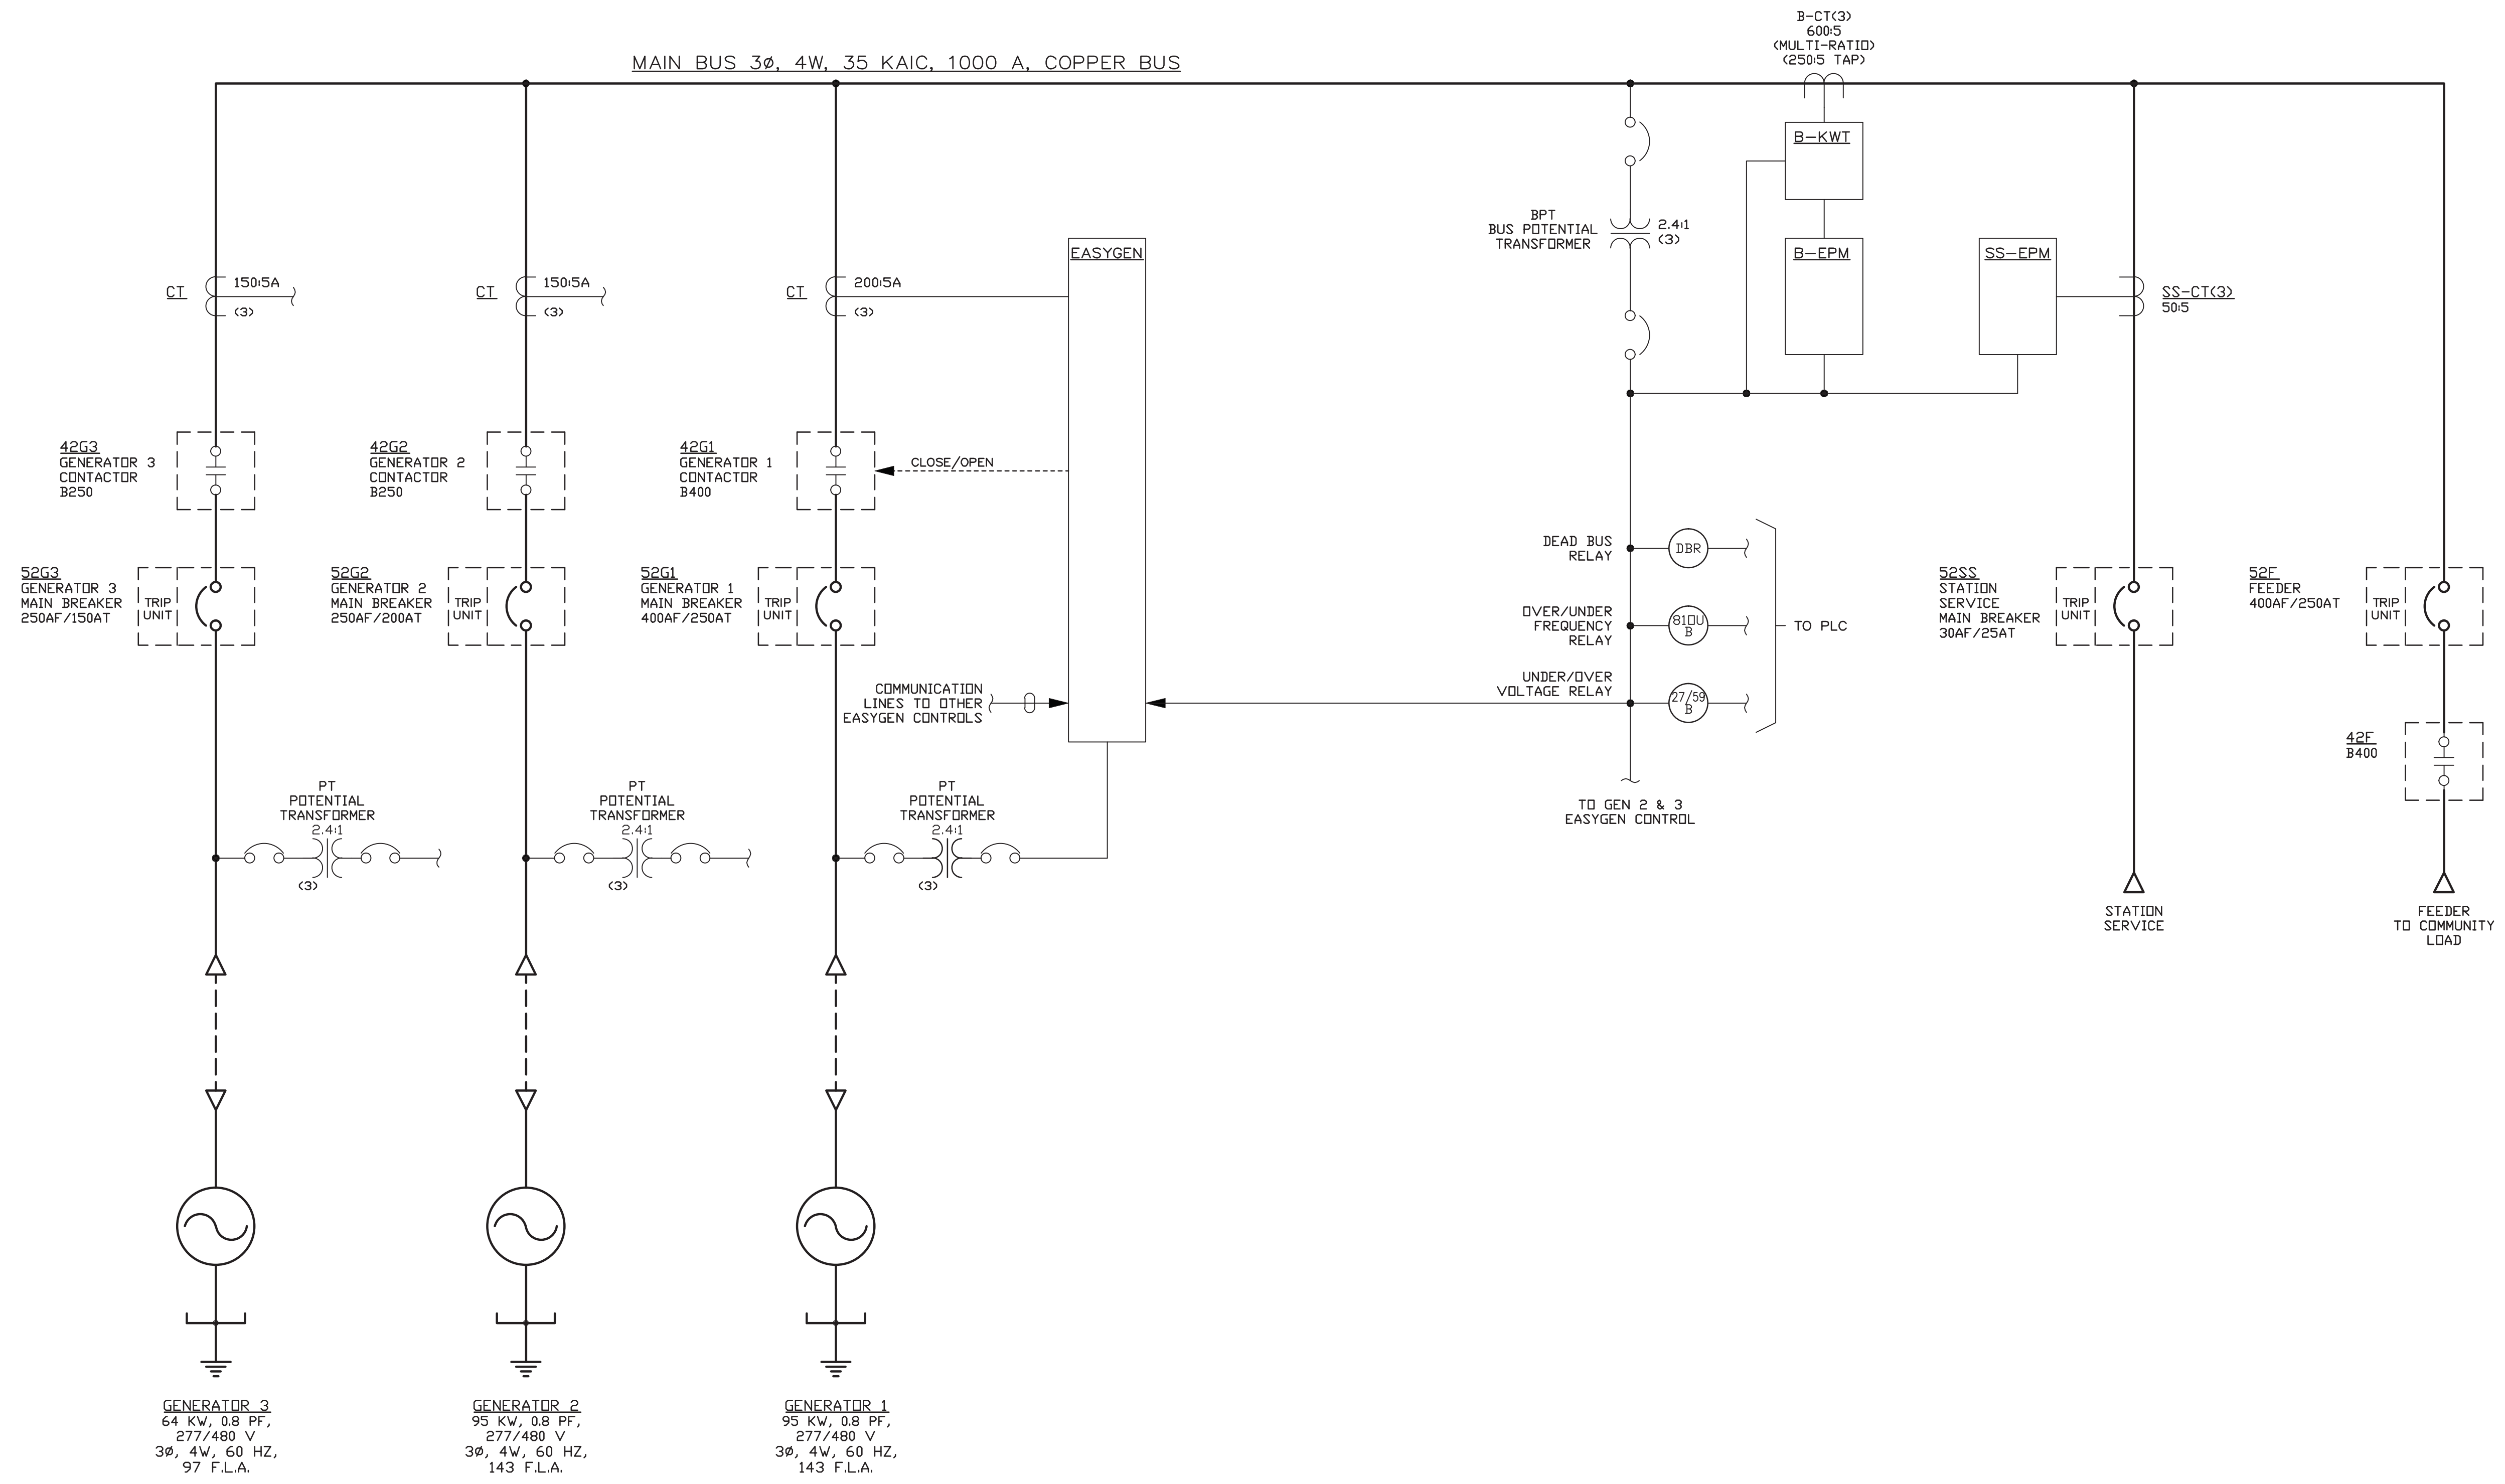 B-CT(3)
600:5
(MULTI-RATIO)
(250:5 TAP)
MAIN BUS 3Ø, 4W, 35 KAIC, 1000 A, COPPER BUS
B-KWT
BPT
BUS POTENTIAL
TRANSFORMER
2.4:1
(3)
EASYGEN
B-EPM
SS-EPM
CT
150:5A
(3)
CT
150:5A
(3)
CT
200:5A
(3)
SS-CT(3)
50:5
42G3
GENERATOR 3
CONTACTOR
B250
42G2
GENERATOR 2
CONTACTOR
B250
42G1
GENERATOR 1
CONTACTOR
B400
CLOSE/OPEN
52G3
GENERATOR 3
MAIN BREAKER
250AF/150AT
TRIP
UNIT
52G2
GENERATOR 2
MAIN BREAKER
250AF/200AT
TRIP
UNIT
52G1
GENERATOR 1
MAIN BREAKER
400AF/250AT
TRIP
UNIT
DEAD BUS
RELAY
DBR
OVER/UNDER
FREQUENCY
RELAY
81OU
B
TO PLC
UNDER/OVER
VOLTAGE RELAY
27/59
B
52SS
STATION
SERVICE
MAIN BREAKER
30AF/25AT
TRIP
UNIT
52F
FEEDER
400AF/250AT
TRIP
UNIT
COMMUNICATION
LINES TO OTHER
EASYGEN CONTROLS
42F
B400
PT
POTENTIAL
TRANSFORMER
2.4:1
(3)
PT
POTENTIAL
TRANSFORMER
2.4:1
(3)
PT
POTENTIAL
TRANSFORMER
2.4:1
(3)
TO GEN 2 & 3
EASYGEN CONTROL
STATION
SERVICE
FEEDER
TO COMMUNITY
LOAD
GENERATOR 3
64 KW, 0.8 PF,
277/480 V
3Ø, 4W, 60 HZ,
97 F.L.A.
GENERATOR 2
95 KW, 0.8 PF,
277/480 V
3Ø, 4W, 60 HZ,
143 F.L.A.
GENERATOR 1
95 KW, 0.8 PF,
277/480 V
3Ø, 4W, 60 HZ,
143 F.L.A.